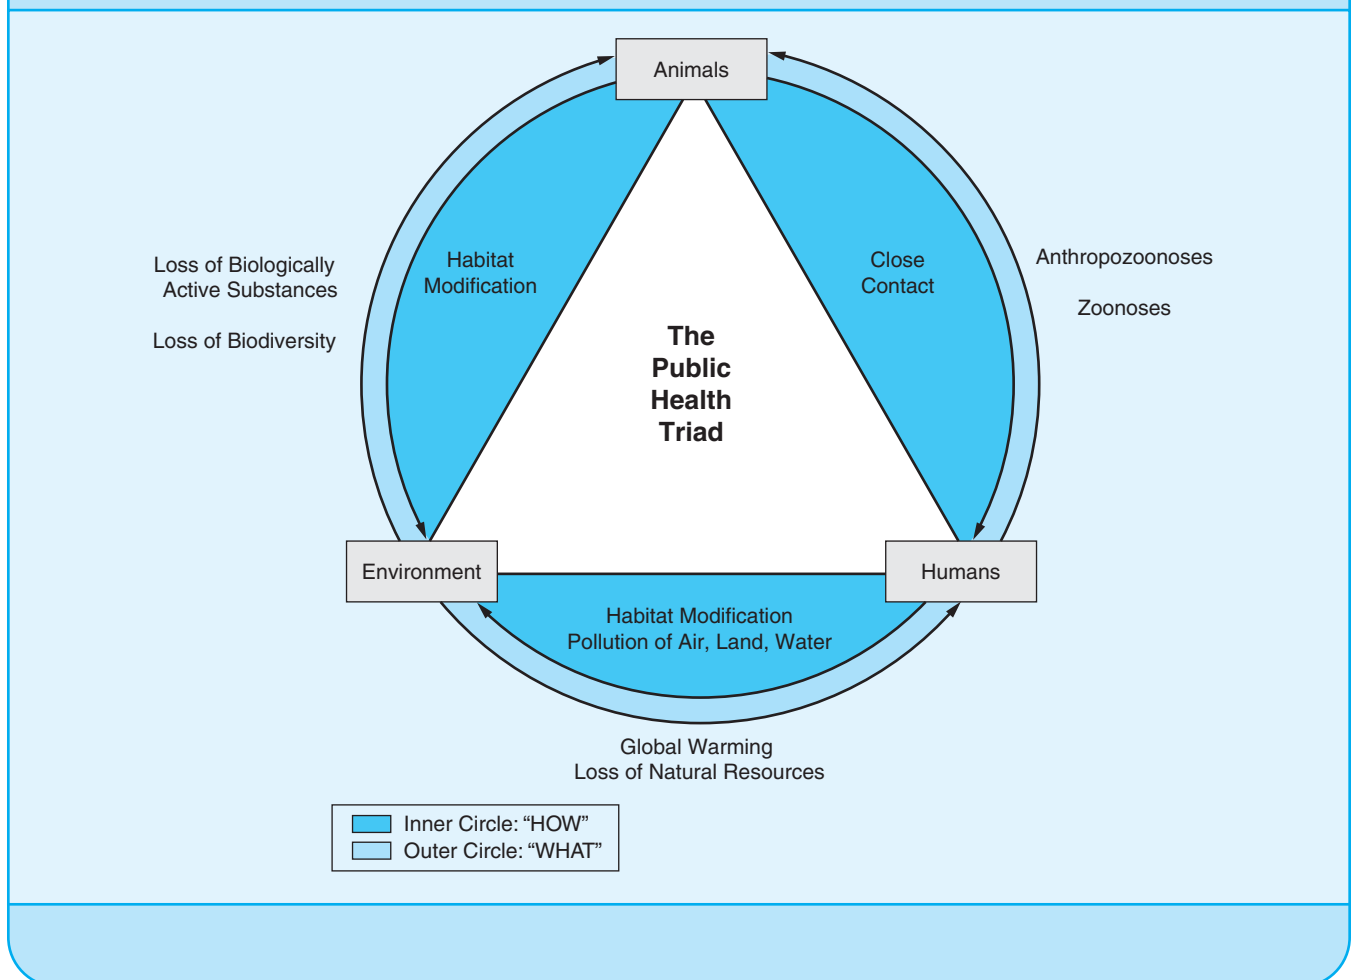 Animals
Loss of Biologically
Active Substances
Loss of Biodiversity
Habitat
Modification
Close
Contact
Anthropozoonoses
Zoonoses
The
Public
Health
Triad
Environment
Humans
Habitat Modification
Pollution of Air, Land, Water
Global Warming
Loss of Natural Resources
Inner Circle: “HOW”
Outer Circle: “WHAT”